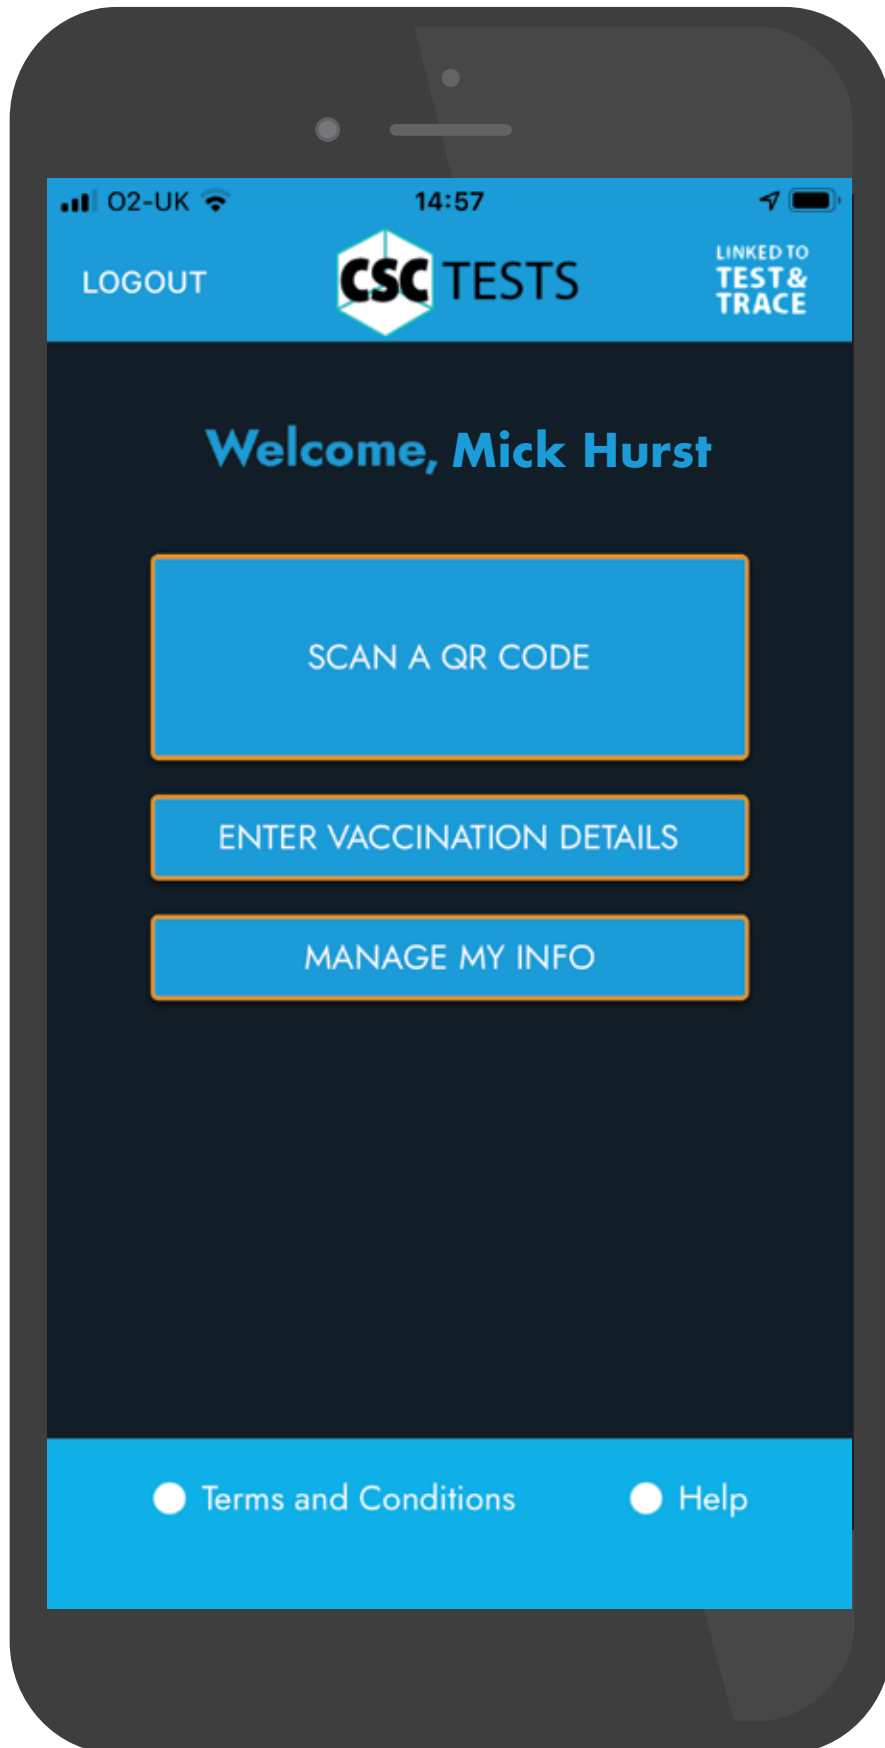 O2-UK 14:57
LOGOUT CSC TESTS LINKED TO
TEST &
TRACE
Welcome, Mick Hurst
SCAN A QR CODE
ENTER VACCINATION DETAILS
MANAGE MY INFO
Terms and Conditions Help